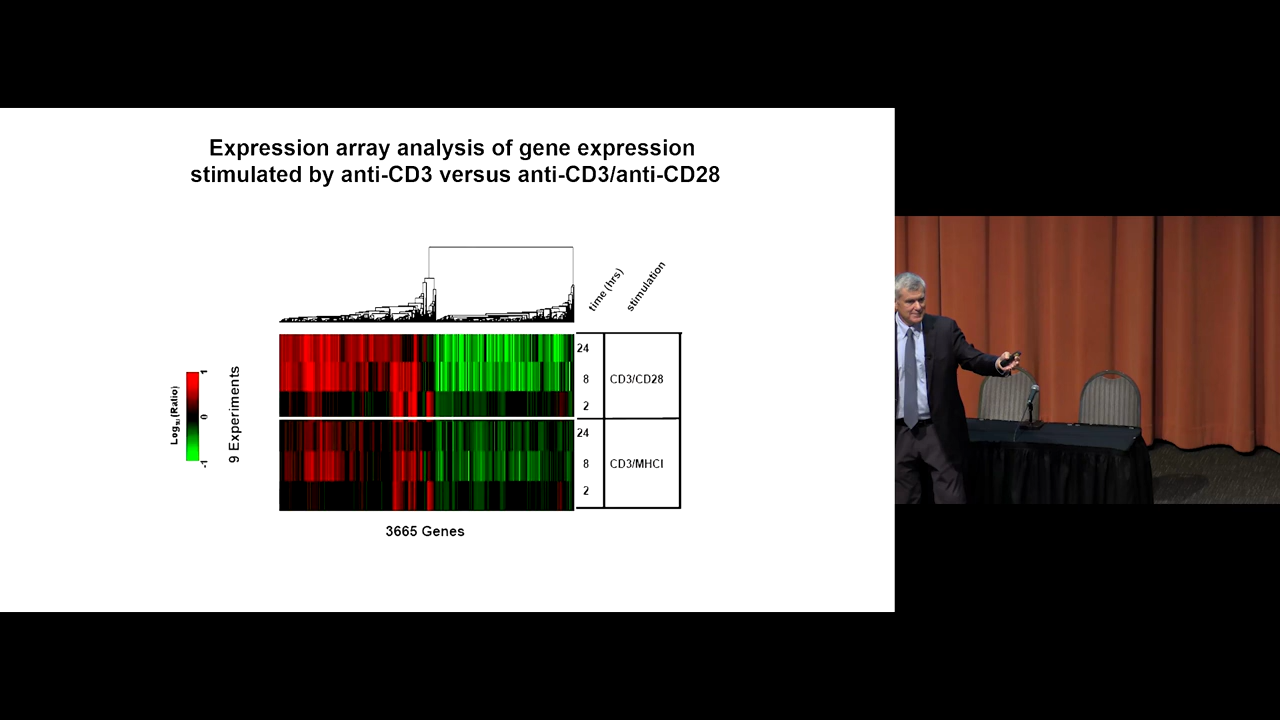 Expression array analysis of gene expression
stimulated by anti-CD3 versus anti-CD3/anti-CD28
time (hrs)
stimulation
24
8
2
CD3/CD28
24
8
2
CD3/MHCI
Log10(Ratio)
1
0
-1
9 Experiments
3665 Genes